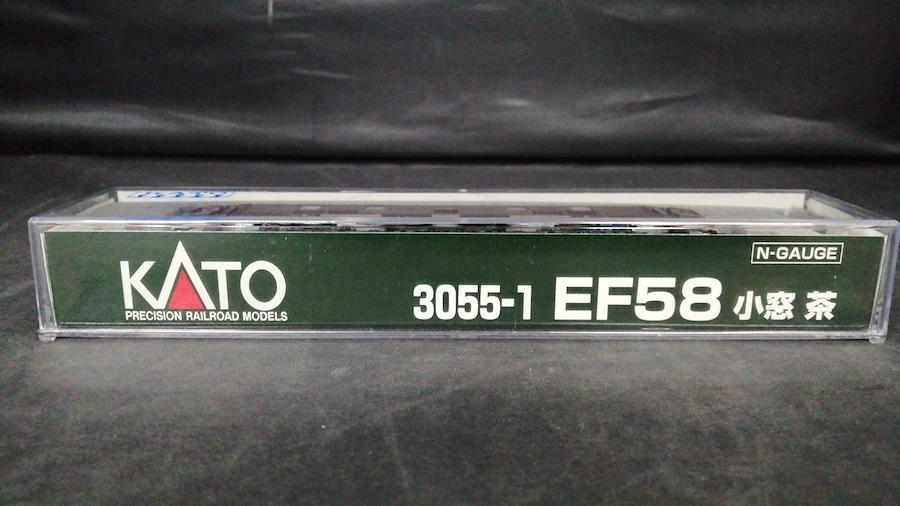 N-GAUGE
KATO
PRECISION RAILROAD MODELS
3055-1 EF58 小窓 茶